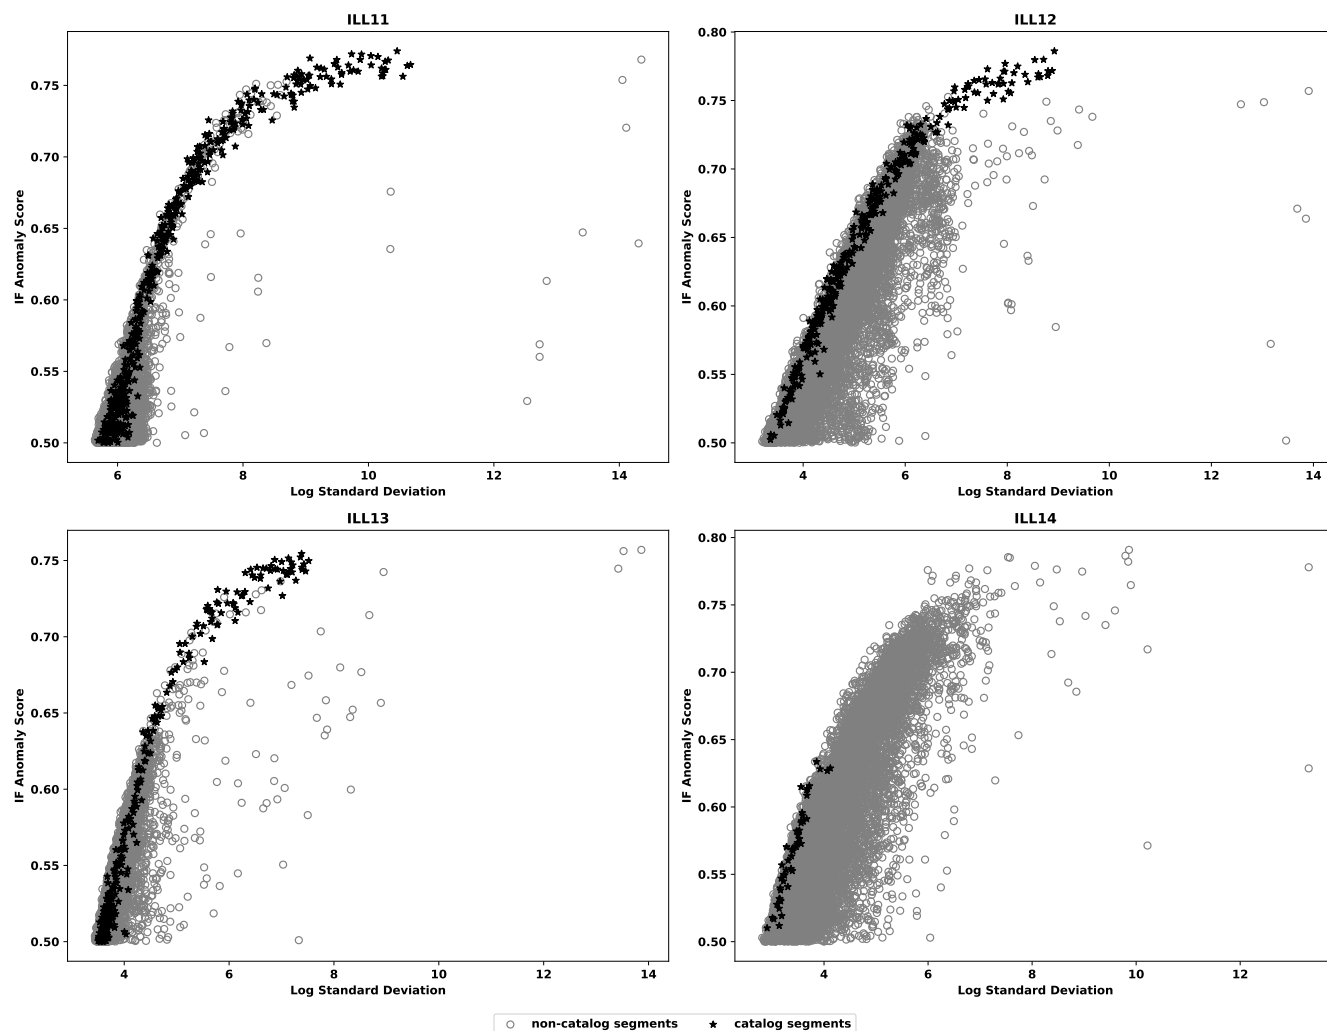 ILL11
0.75
0.70
0.65
0.60
0.55
0.50
IF Anomaly Score
6 8 10 12 14
Log Standard Deviation
ILL12
0.80
0.75
0.70
0.65
0.60
0.55
0.50
IF Anomaly Score
4 6 8 10 12 14
Log Standard Deviation
ILL13
0.75
0.70
0.65
0.60
0.55
0.50
IF Anomaly Score
4 6 8 10 12 14
Log Standard Deviation
ILL14
0.80
0.75
0.70
0.65
0.60
0.55
0.50
IF Anomaly Score
4 6 8 10 12
Log Standard Deviation
non-catalog segments catalog segments